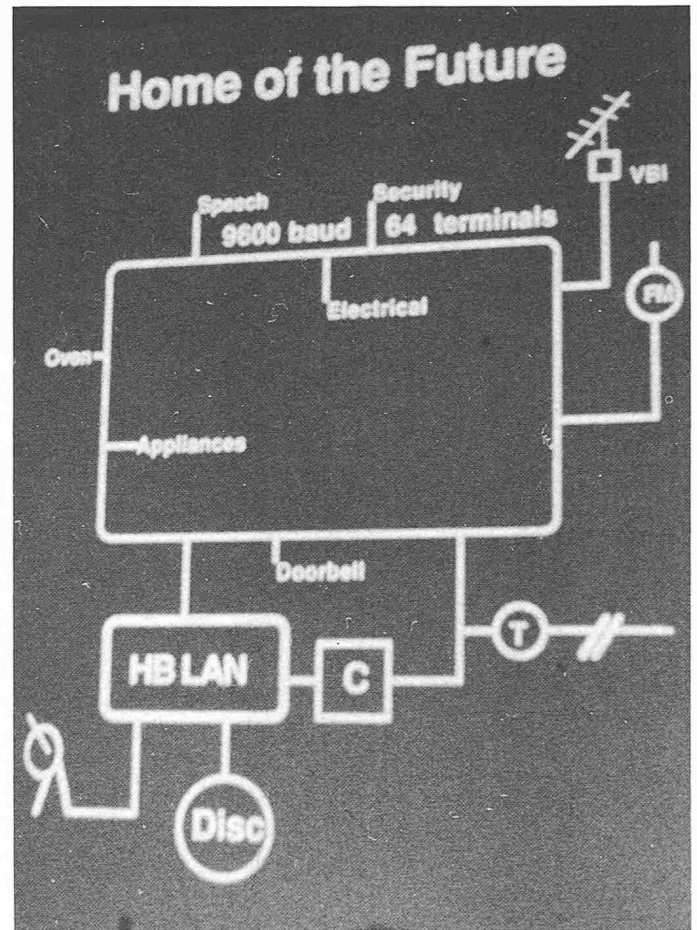 Home of the Future
VBI
Speech
Security
9600 baud
64 terminals
FM
Electrical
Oven
Appliances
Doorbell
T
HB LAN
C
Disc